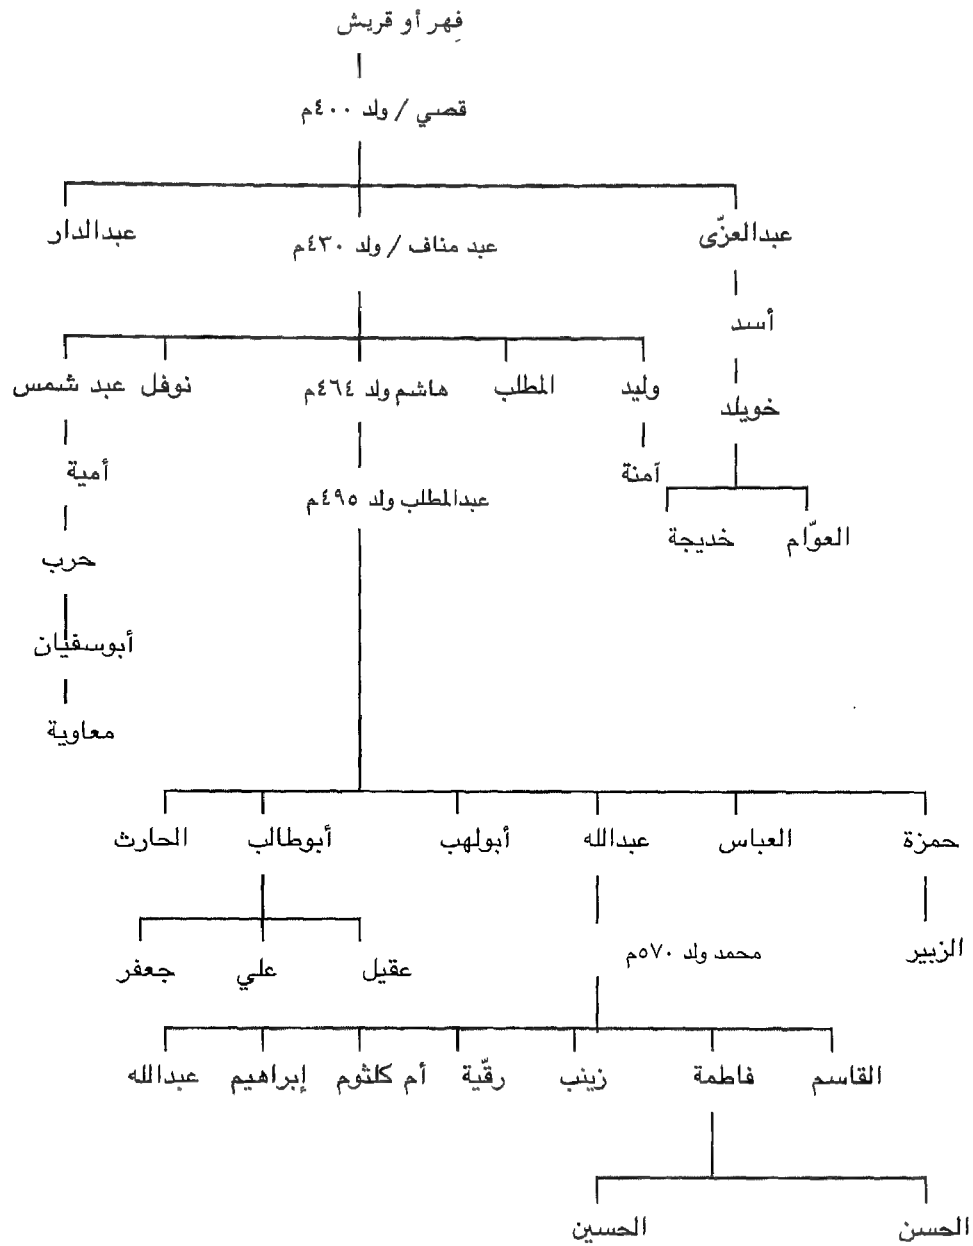 فِهر أو قريش
قصي / ولد ٤٠٠م
عبدالعزّى عبد مناف / ولد ٤٣٠م عبدالدار
أسد
وليد المطلب هاشم ولد ٤٦٤م نوفل عبد شمس
خويلد
آمنة أمية
عبدالمطلب ولد ٤٩٥م
العوّام خديجة
حرب
أبوسفيان
معاوية
حمزة العباس عبدالله أبولهب أبوطالب الحارث
الزبير محمد ولد ٥٧٠م
عقيل علي جعفر
القاسم فاطمة زينب رقّية أم كلثوم إبراهيم عبدالله
الحسن الحسين